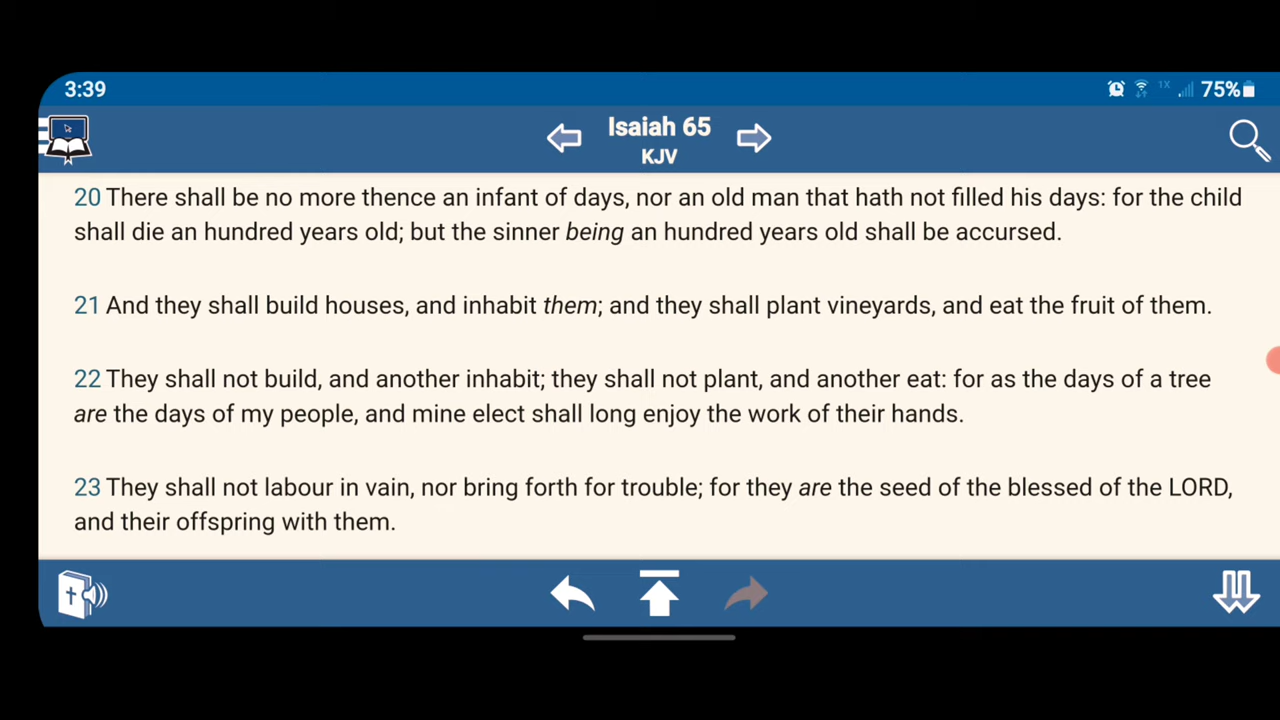 3:39
1X 75%
Isaiah 65
KJV
20 There shall be no more thence an infant of days, nor an old man that hath not filled his days: for the child
shall die an hundred years old; but the sinner being an hundred years old shall be accursed.
21 And they shall build houses, and inhabit them; and they shall plant vineyards, and eat the fruit of them.
22 They shall not build, and another inhabit; they shall not plant, and another eat: for as the days of a tree
are the days of my people, and mine elect shall long enjoy the work of their hands.
23 They shall not labour in vain, nor bring forth for trouble; for they are the seed of the blessed of the LORD,
and their offspring with them.